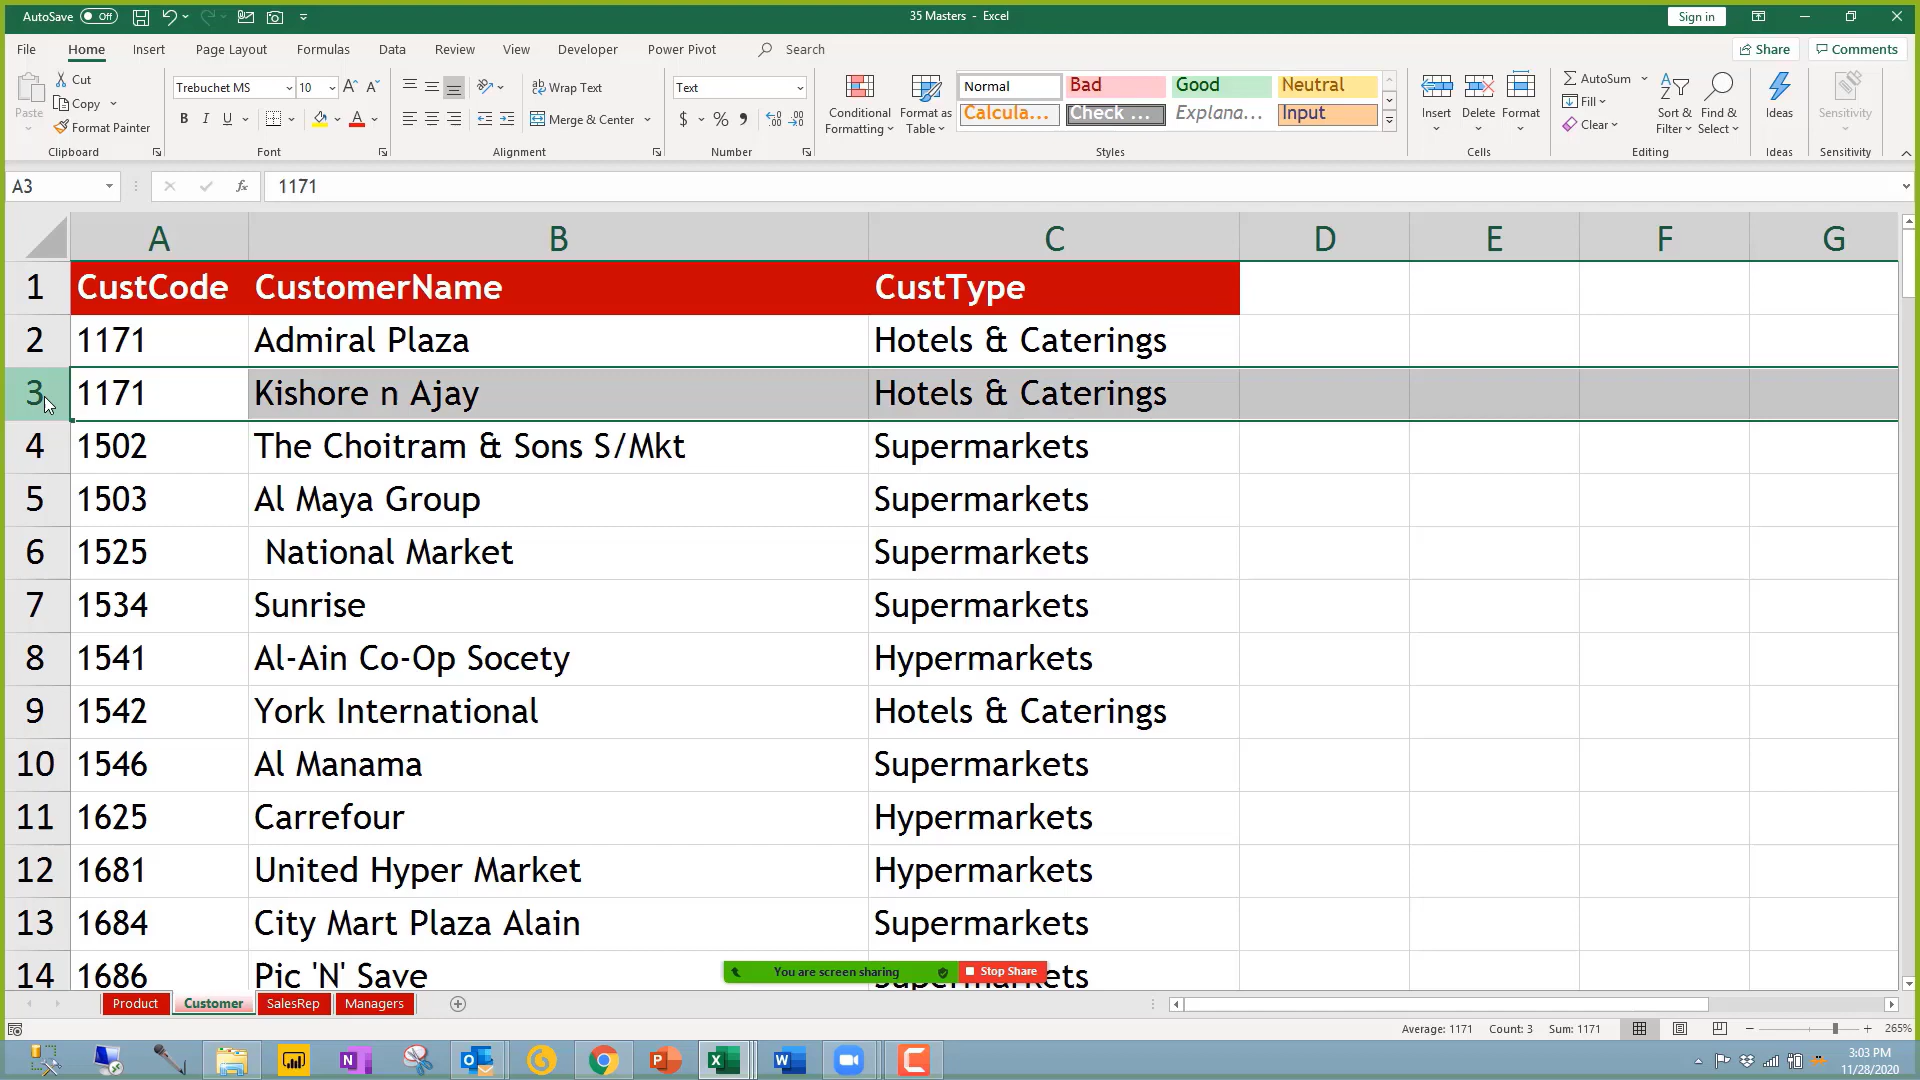 AutoSave Off
35 Masters - Excel
Sign in
File Home Insert Page Layout Formulas Data Review View Developer Power Pivot Search
Share Comments
Paste Cut
Copy
Format Painter
Clipboard
Trebuchet MS 10
B I U
Font
Wrap Text
Merge & Center
Alignment
Text
$ % 9
Number
Conditional Formatting
Format as Table
Normal Bad Good Neutral
Calcula... Check ... Explana... Input
Styles
Insert Delete Format
Cells
AutoSum
Fill
Clear
Sort & Filter
Find & Select
Editing
Ideas
Ideas
Sensitivity
Sensitivity
A3 fx 1171
A B C D E F G
1 CustCode CustomerName CustType
2 1171 Admiral Plaza Hotels & Caterings
3 1171 Kishore n Ajay Hotels & Caterings
4 1502 The Choitram & Sons S/Mkt Supermarkets
5 1503 Al Maya Group Supermarkets
6 1525 National Market Supermarkets
7 1534 Sunrise Supermarkets
8 1541 Al-Ain Co-Op Socety Hypermarkets
9 1542 York International Hotels & Caterings
10 1546 Al Manama Supermarkets
11 1625 Carrefour Hypermarkets
12 1681 United Hyper Market Hypermarkets
13 1684 City Mart Plaza Alain Supermarkets
14 1686 Pic 'N' Save
You are screen sharing Stop Share
Product Customer SalesRep Managers
Average: 1171 Count: 3 Sum: 1171 265%
3:03 PM
11/28/2020